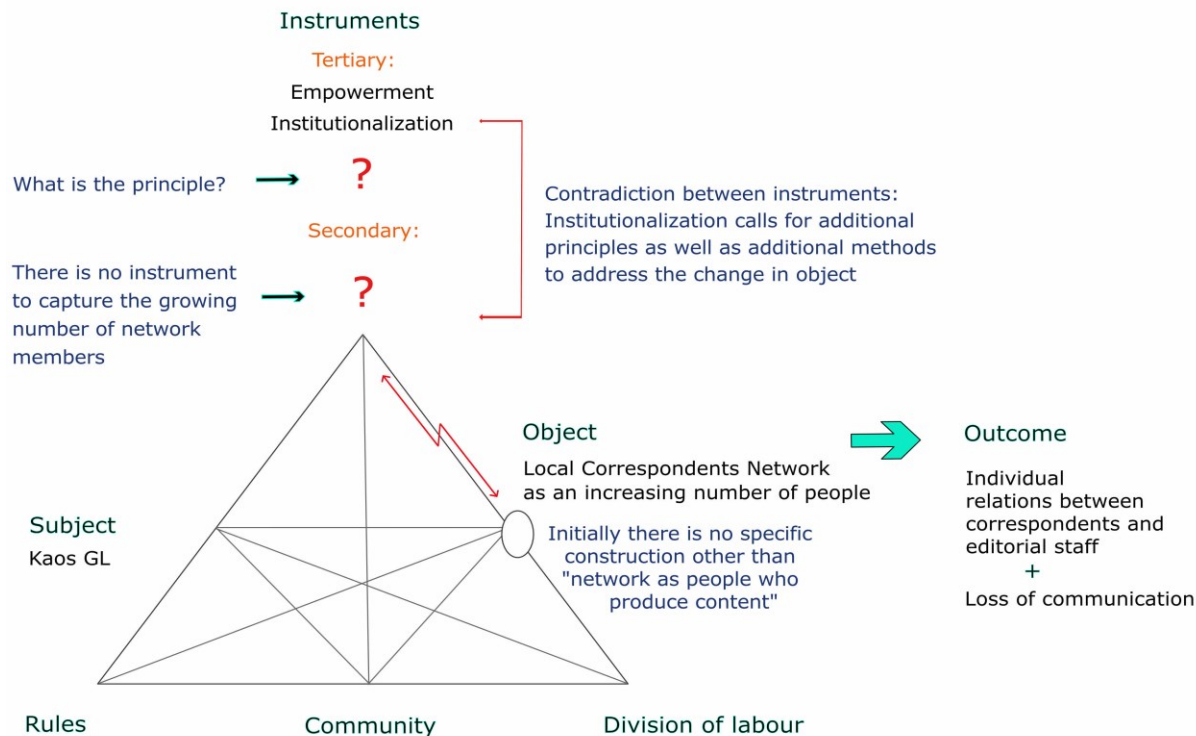 Instruments
Tertiary:
Empowerment
Institutionalization
What is the principle?
?
Secondary:
There is no instrument
to capture the growing
number of network
members
?
Contradiction between instruments:
Institutionalization calls for additional
principles as well as additional methods
to address the change in object
Object
Local Correspondents Network
as an increasing number of people
Initially there is no specific
construction other than
"network as people who
produce content"
Outcome
Individual
relations between
correspondents and
editorial staff
+
Loss of communication
Subject
Kaos GL
Rules
Community
Division of labour